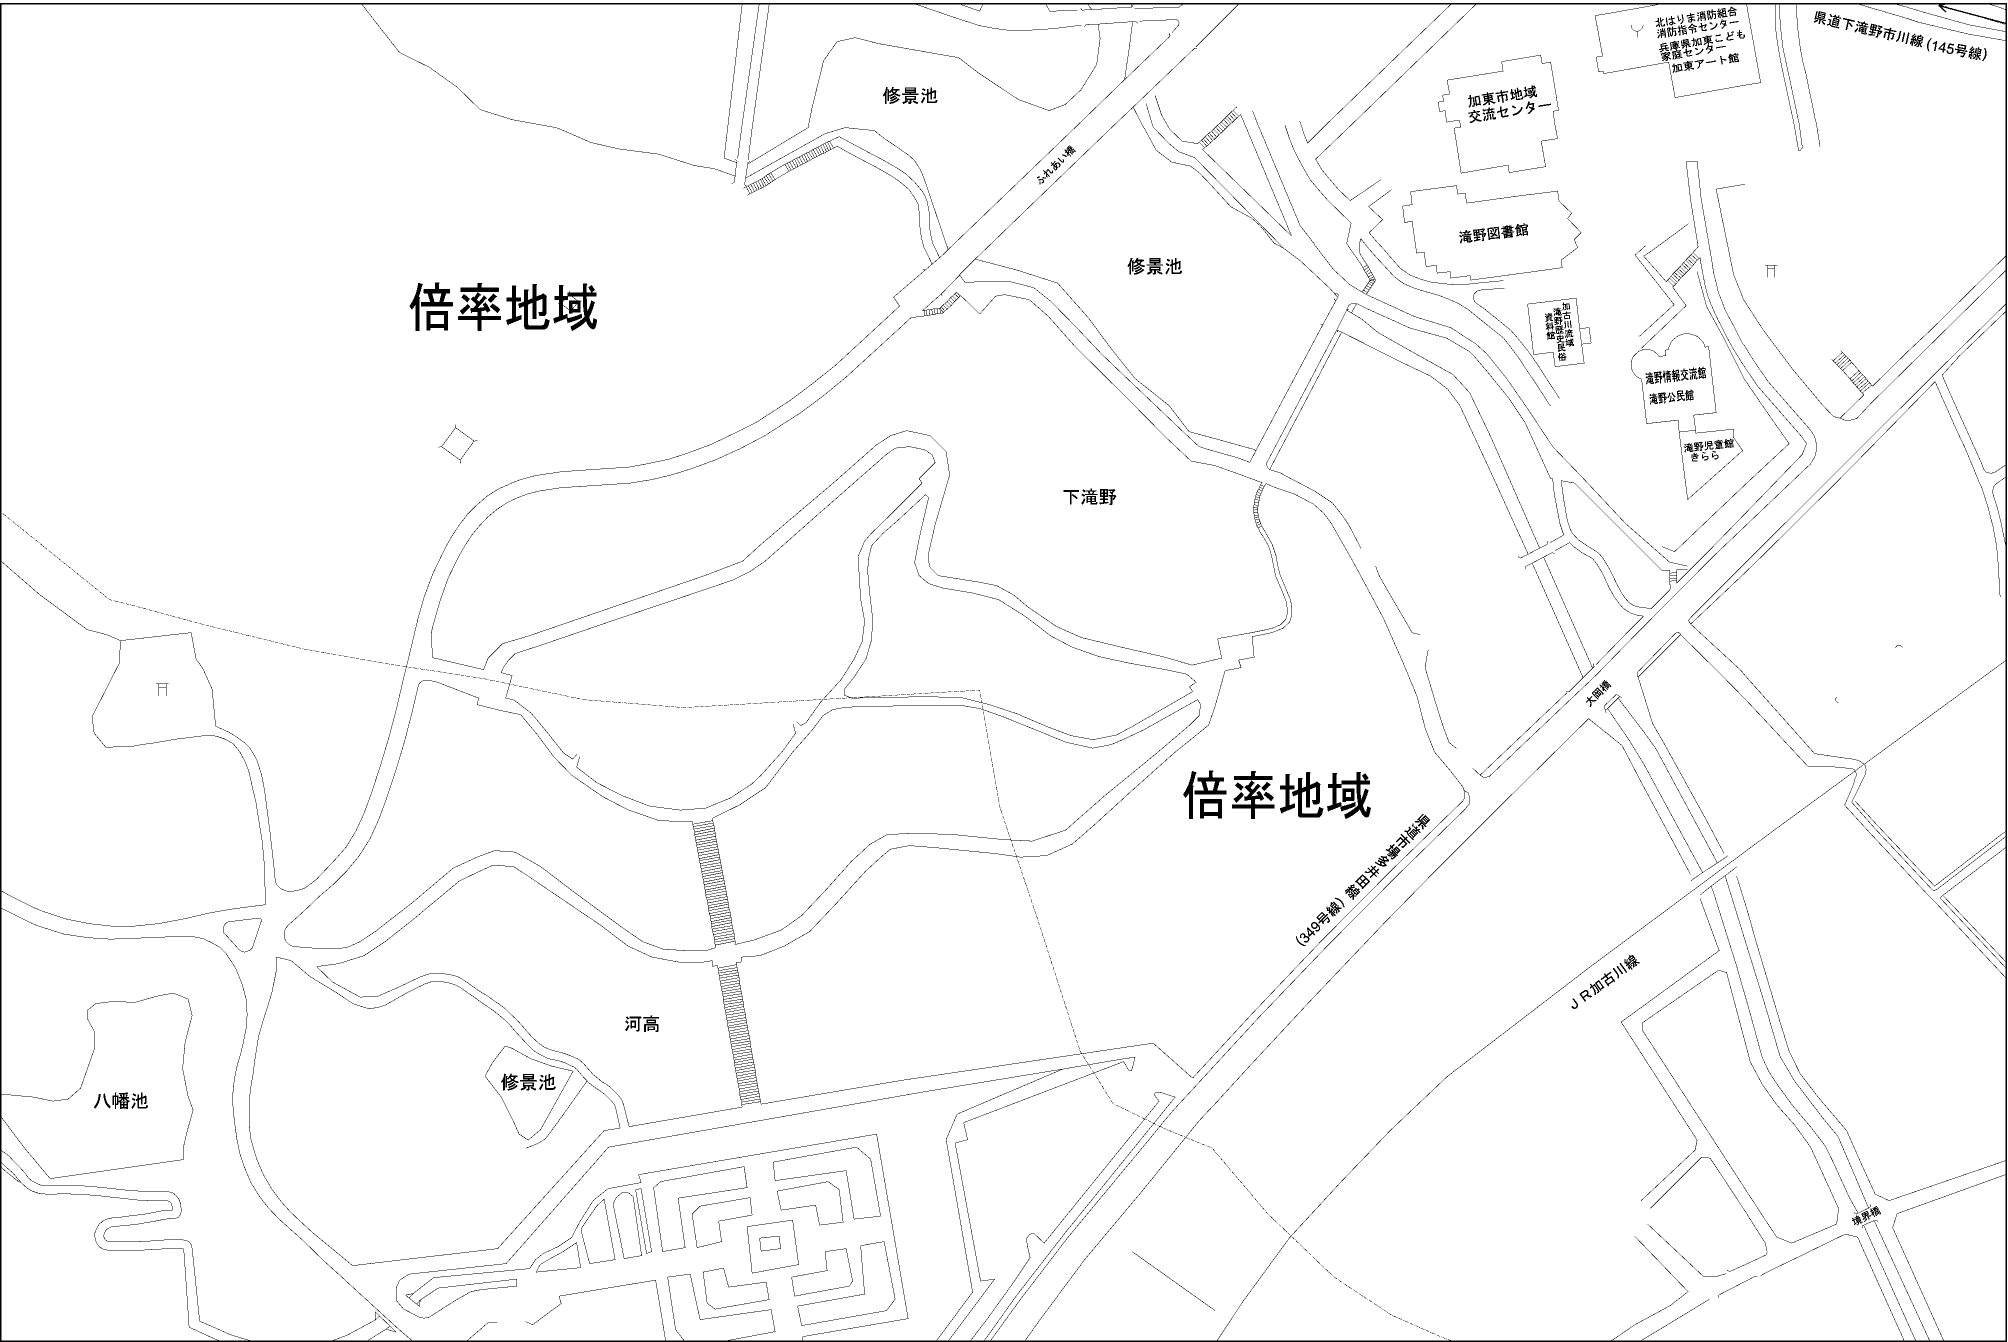 県道下滝野市川線(145号線)
北はりま消防組合
消防指令センター
兵庫県加東こども
家庭センター
加東アート館
修景池
加東市地域
交流センター
ふれあい橋
滝野図書館
修景池
倍率地域
加古川流域
滝野歴史民俗
資料館
滝野情報交流館
滝野公民館
滝野児童館
きらら
下滝野
大岡橋
倍率地域
県道市場多井田線
(349号線)
JR加古川線
河高
修景池
八幡池
境界橋